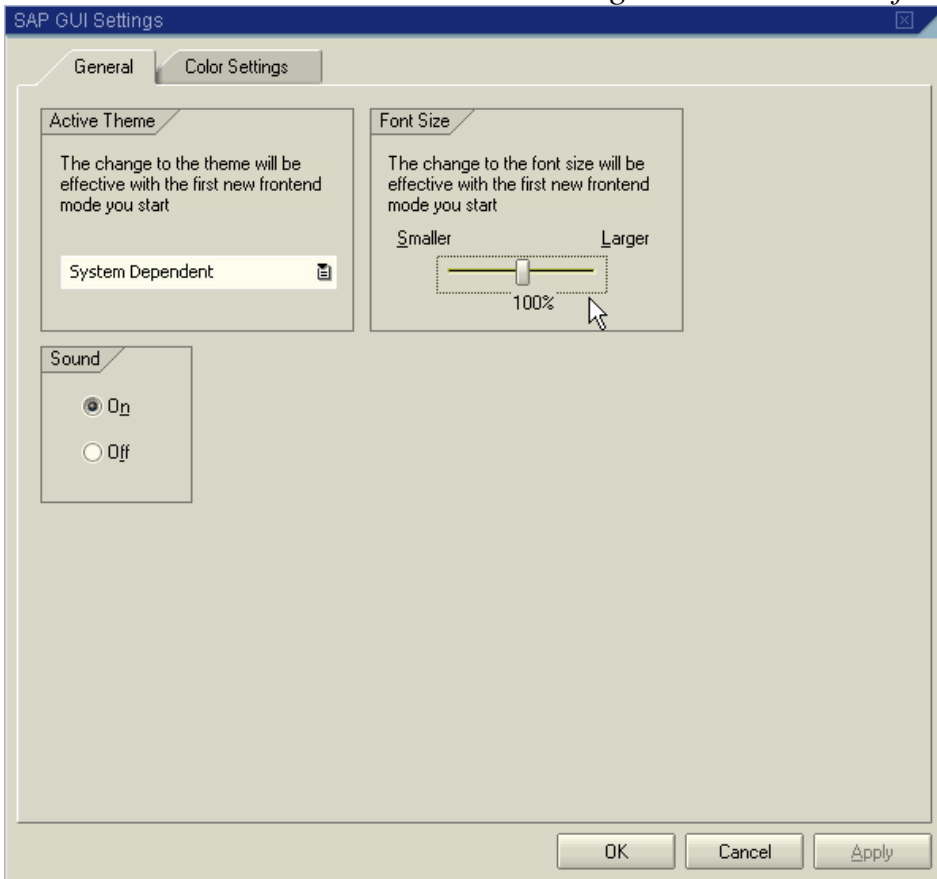 SAP GUI Settings
General
Color Settings
Active Theme
The change to the theme will be
effective with the first new frontend
mode you start
System Dependent
Font Size
The change to the font size will be
effective with the first new frontend
mode you start
Smaller
Larger
100%
Sound
On
Off
OK
Cancel
Apply